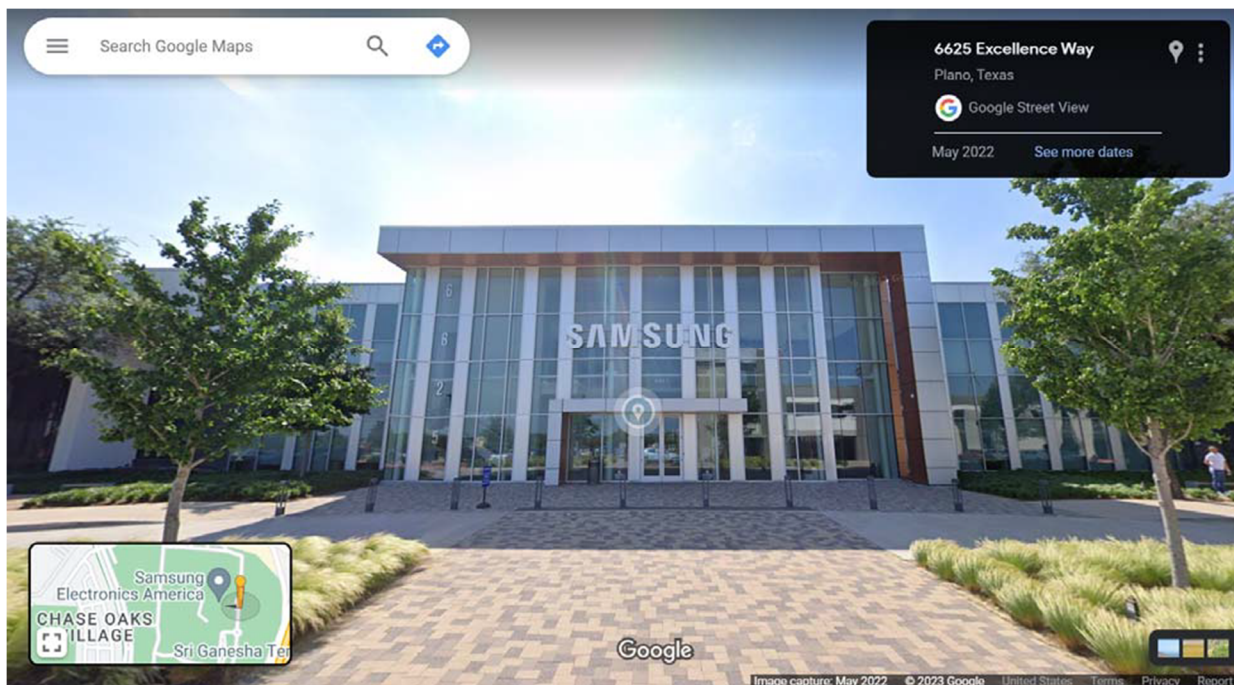 Search Google Maps
6625 Excellence Way
Plano, Texas
Google Street View
May 2022 See more dates
6
6
2
5
SAMSUNG
Samsung
Electronics America
CHASE OAKS
VILLAGE
Sri Ganesha Tem
Google
Image capture: May 2022 © 2023 Google United States Terms Privacy Report